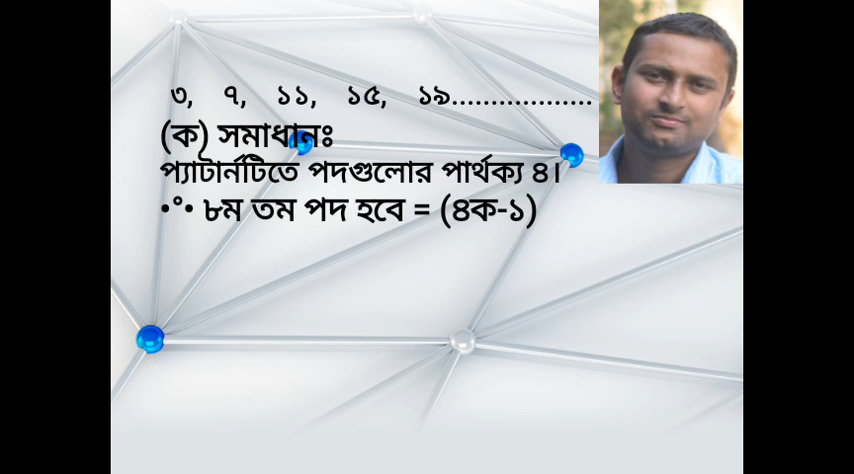 ৩, ৭, ১১, ১৫, ১৯...................
(ক) সমাধানঃ
প্যাটার্নটিতে পদগুলোর পার্থক্য ৪।
•°• ৮ম তম পদ হবে = (৪ক-১)